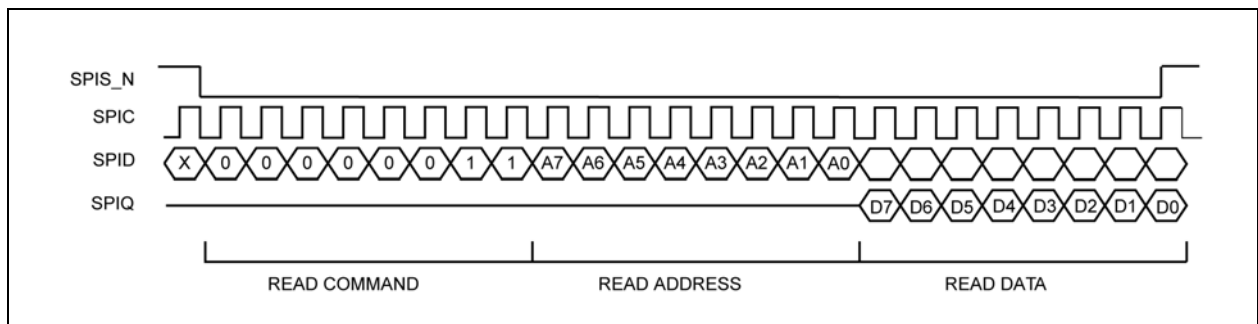 SPIS_N
SPIC
SPID X 0 0 0 0 0 0 1 1 A7 A6 A5 A4 A3 A2 A1 A0
SPIQ D7 D6 D5 D4 D3 D2 D1 D0
READ COMMAND READ ADDRESS READ DATA